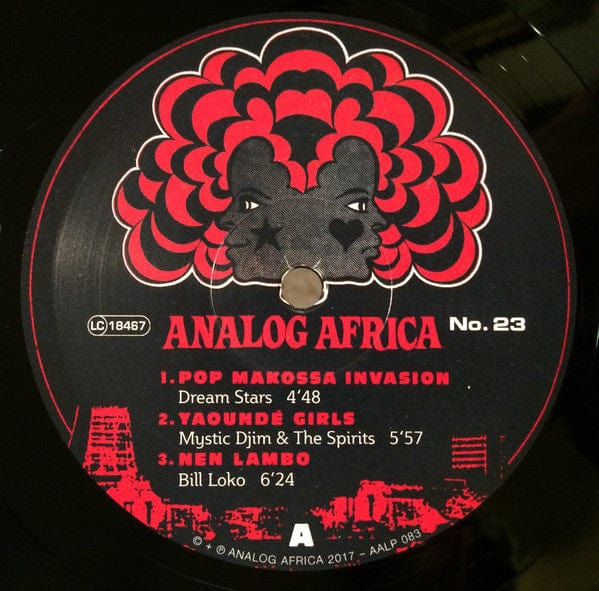 LC 18467
ANALOG AFRICA No. 23
1. POP MAKOSSA INVASION
Dream Stars 4'48
2. YAOUNDÉ GIRLS
Mystic Djim & The Spirits 5'57
3. NEN LAMBO
Bill Loko 6'24
A
© + ℗ ANALOG AFRICA 2017 – AALP 083